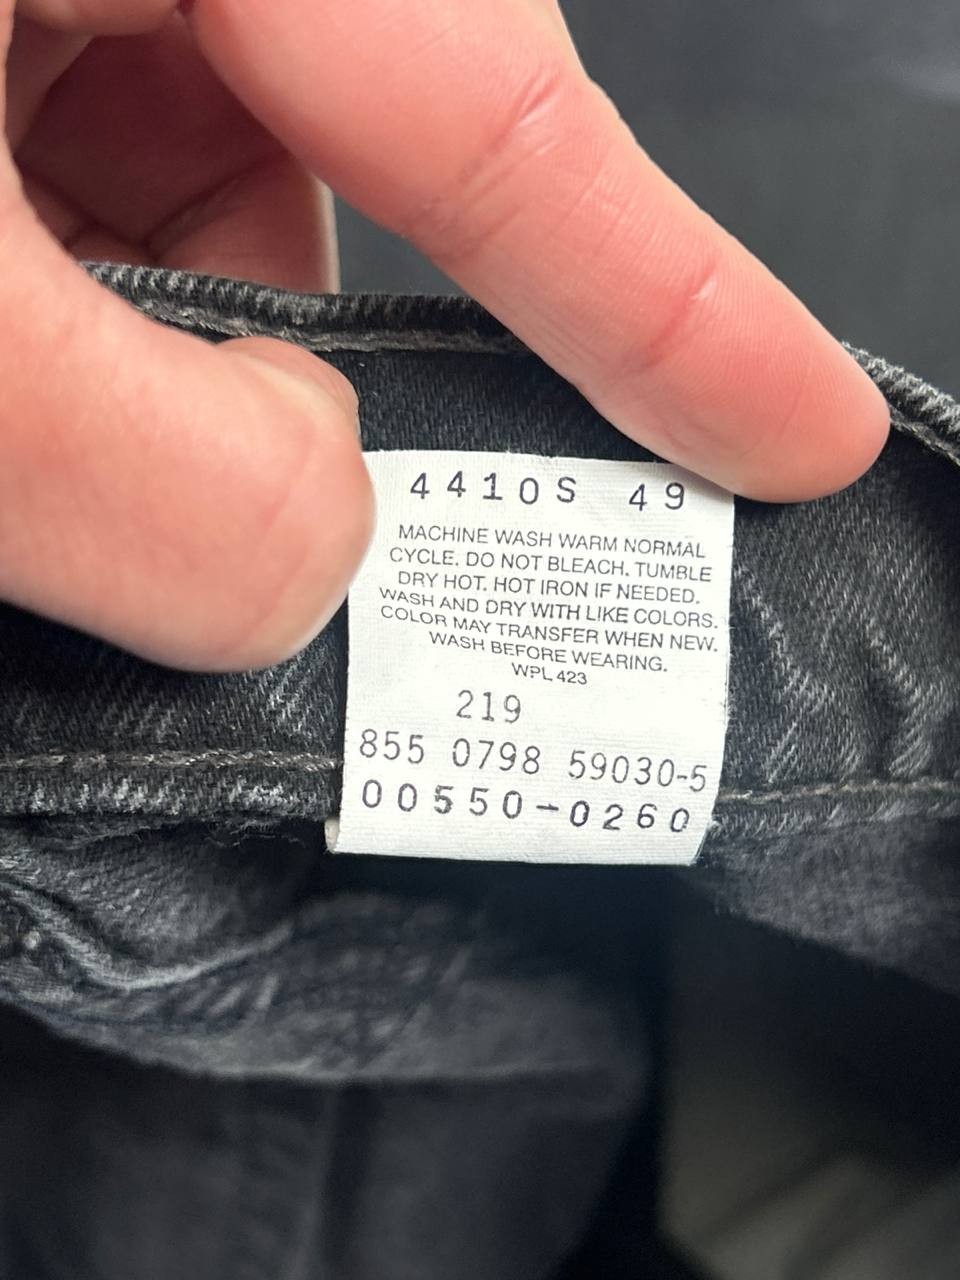 4410S 49
MACHINE WASH WARM NORMAL
CYCLE. DO NOT BLEACH. TUMBLE
DRY HOT. HOT IRON IF NEEDED.
WASH AND DRY WITH LIKE COLORS.
COLOR MAY TRANSFER WHEN NEW.
WASH BEFORE WEARING.
WPL 423
219
855 0798 59030-5
00550-0260